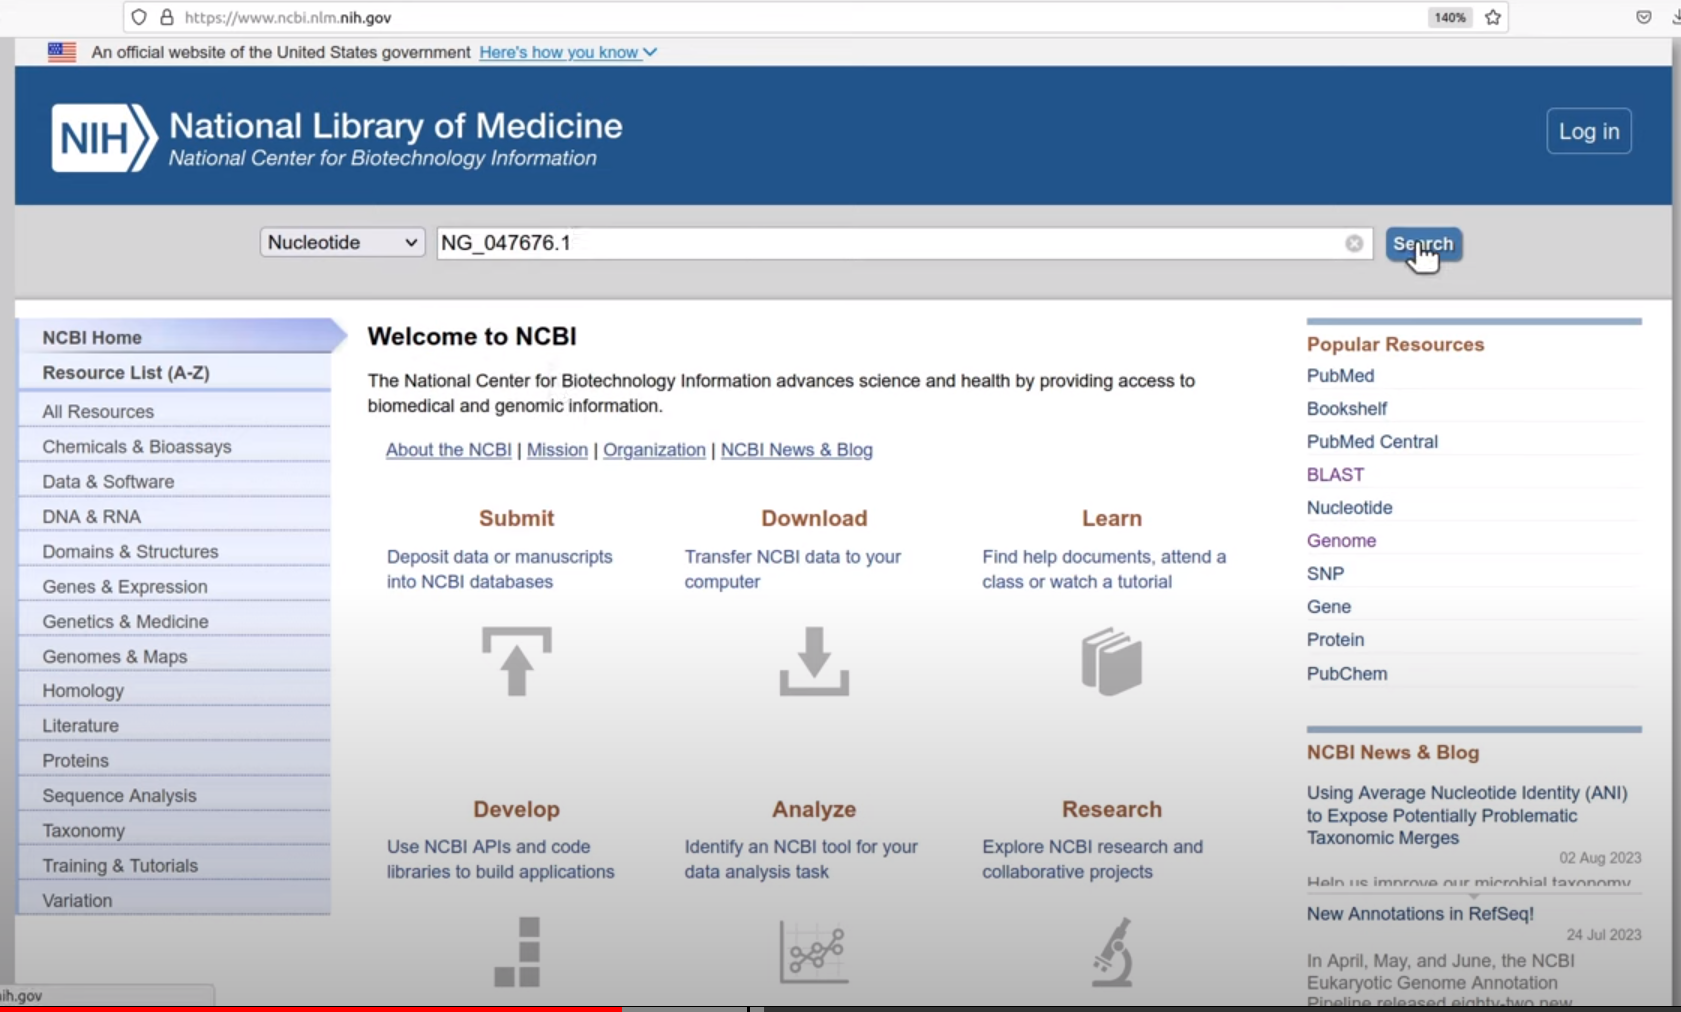 https://www.ncbi.nlm.nih.gov
140%
An official website of the United States government Here's how you know
NIH
National Library of Medicine
National Center for Biotechnology Information
Log in
Nucleotide
NG_047676.1
Search
NCBI Home
Resource List (A-Z)
All Resources
Chemicals & Bioassays
Data & Software
DNA & RNA
Domains & Structures
Genes & Expression
Genetics & Medicine
Genomes & Maps
Homology
Literature
Proteins
Sequence Analysis
Taxonomy
Training & Tutorials
Variation
Welcome to NCBI
The National Center for Biotechnology Information advances science and health by providing access to
biomedical and genomic information.
About the NCBI | Mission | Organization | NCBI News & Blog
Submit
Deposit data or manuscripts
into NCBI databases
Download
Transfer NCBI data to your
computer
Learn
Find help documents, attend a
class or watch a tutorial
Develop
Use NCBI APIs and code
libraries to build applications
Analyze
Identify an NCBI tool for your
data analysis task
Research
Explore NCBI research and
collaborative projects
Popular Resources
PubMed
Bookshelf
PubMed Central
BLAST
Nucleotide
Genome
SNP
Gene
Protein
PubChem
NCBI News & Blog
Using Average Nucleotide Identity (ANI)
to Expose Potentially Problematic
Taxonomic Merges
02 Aug 2023
Help us improve our microbial taxonomy
New Annotations in RefSeq!
24 Jul 2023
In April, May, and June, the NCBI
Eukaryotic Genome Annotation
Pipeline released eighty-two new
ih.gov